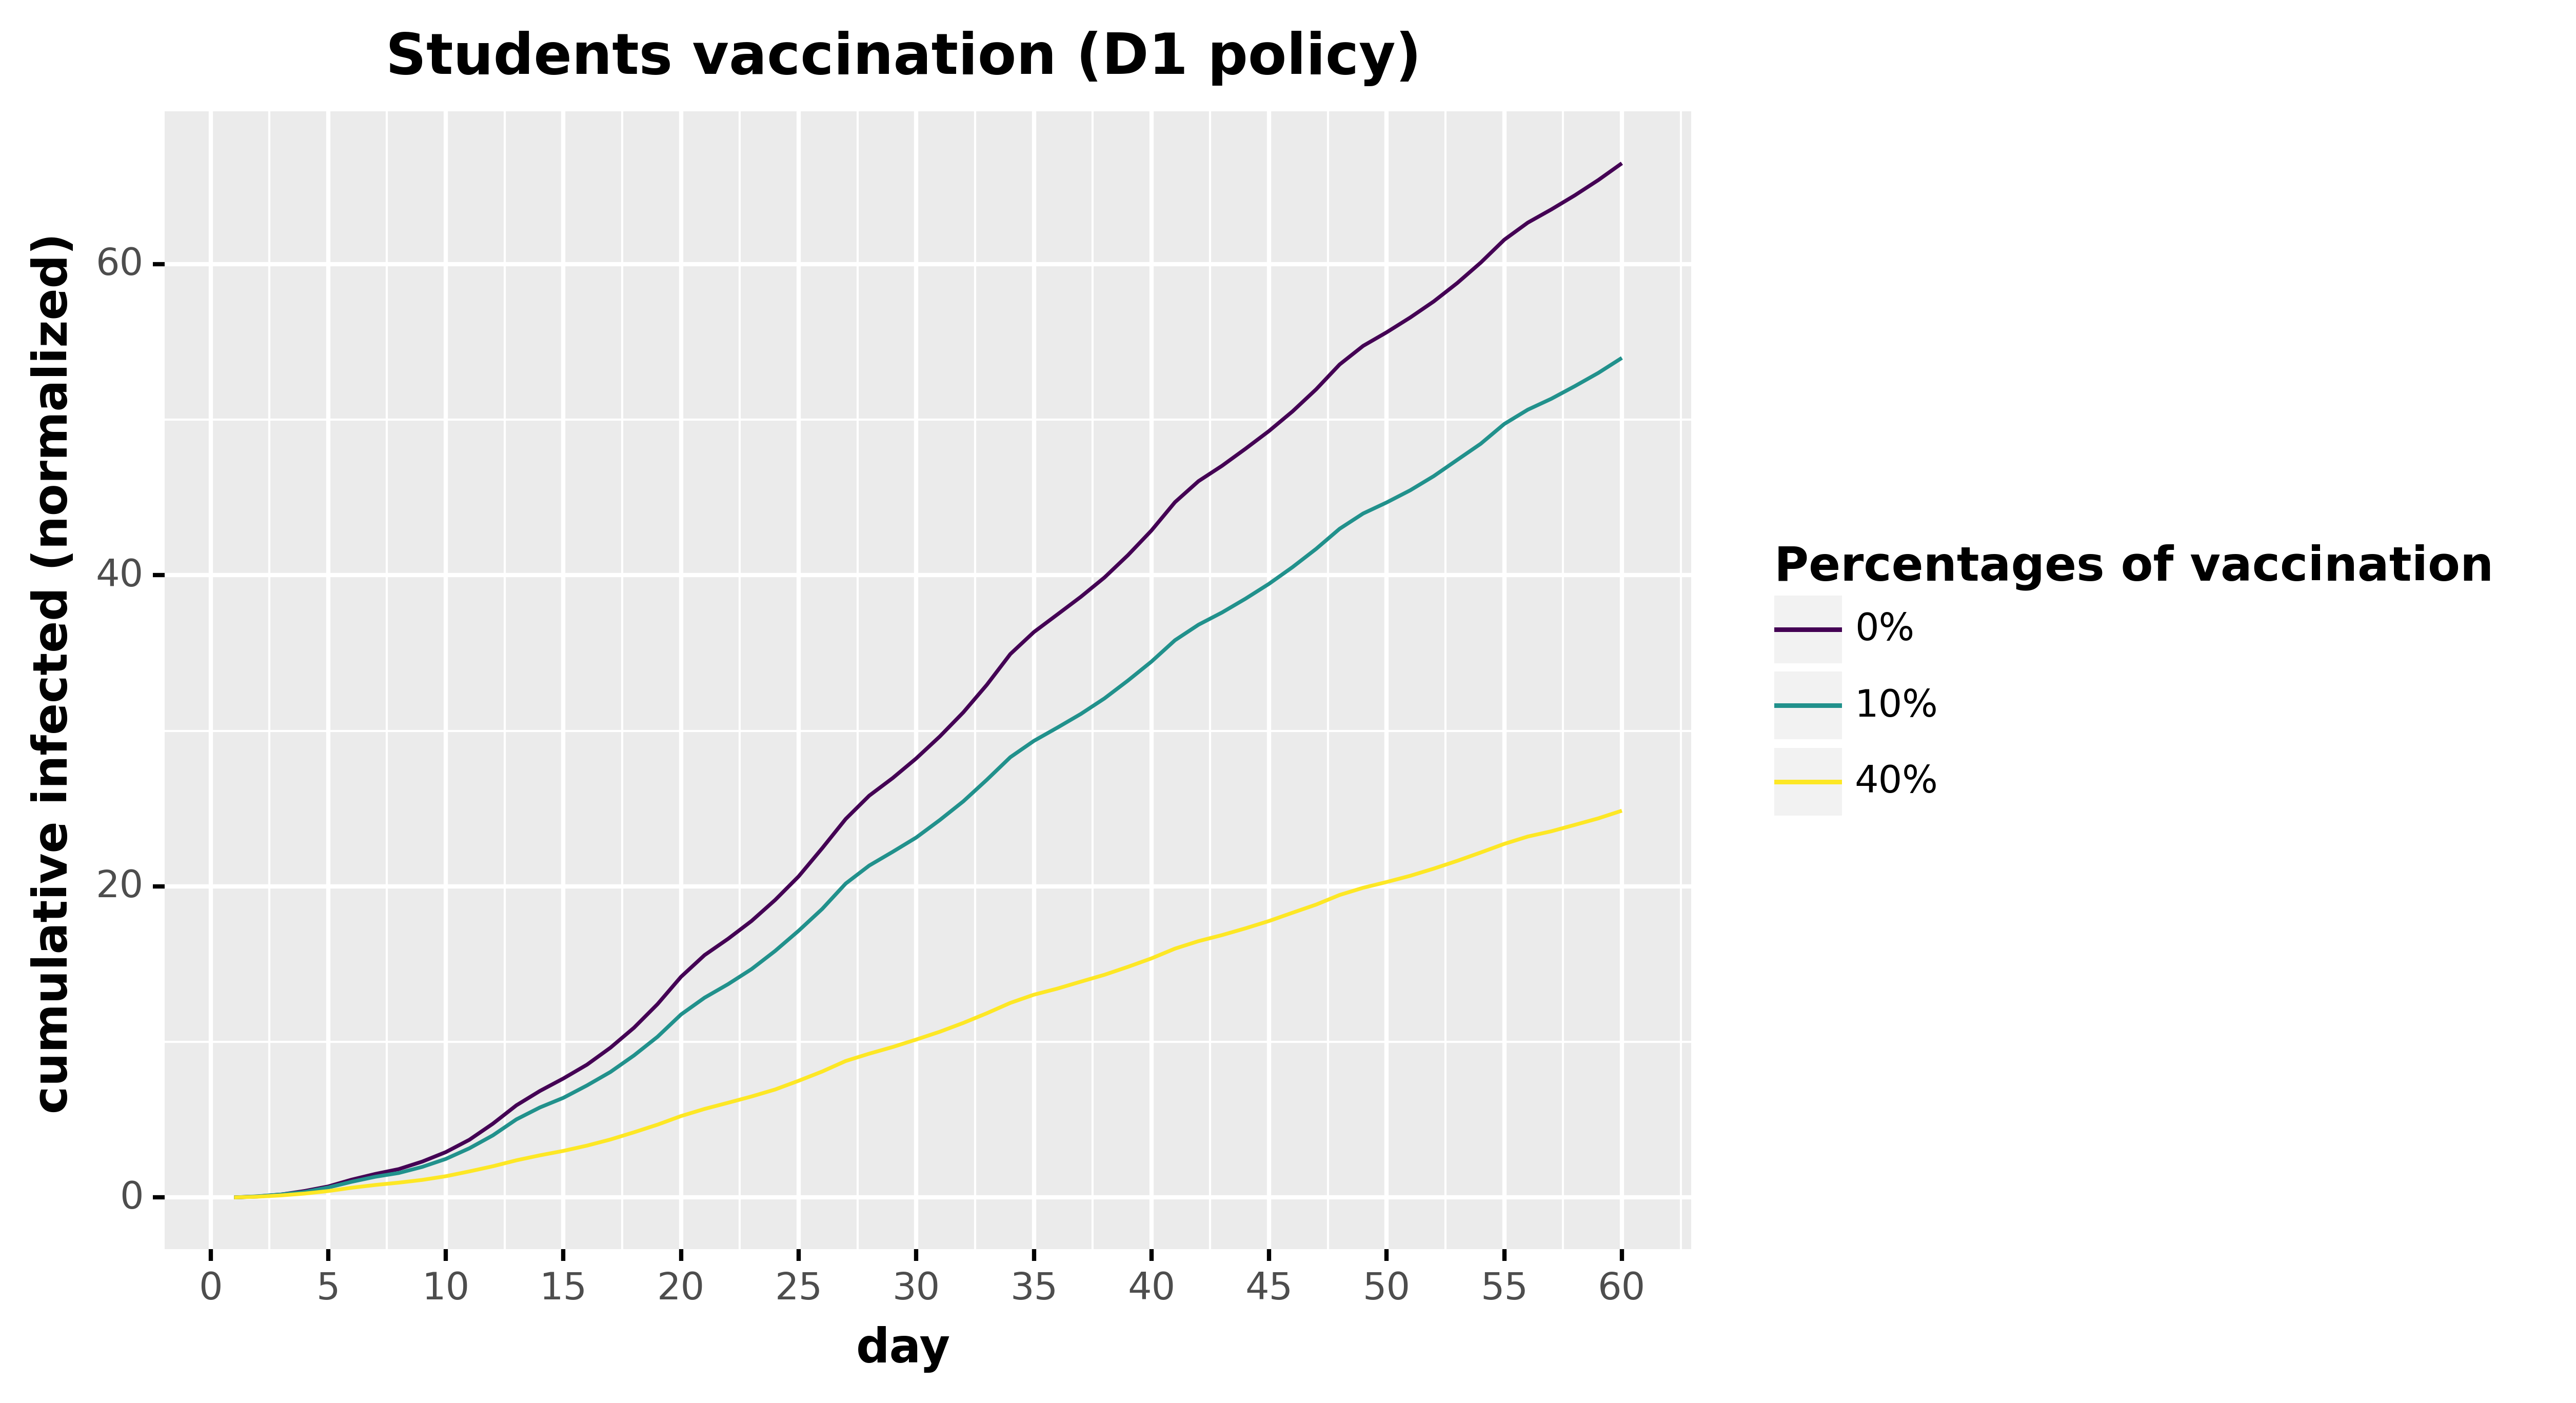 Students vaccination (D1 policy)
cumulative infected (normalized)
60
40
20
0
0 5 10 15 20 25 30 35 40 45 50 55 60
day
Percentages of vaccination
0%
10%
40%